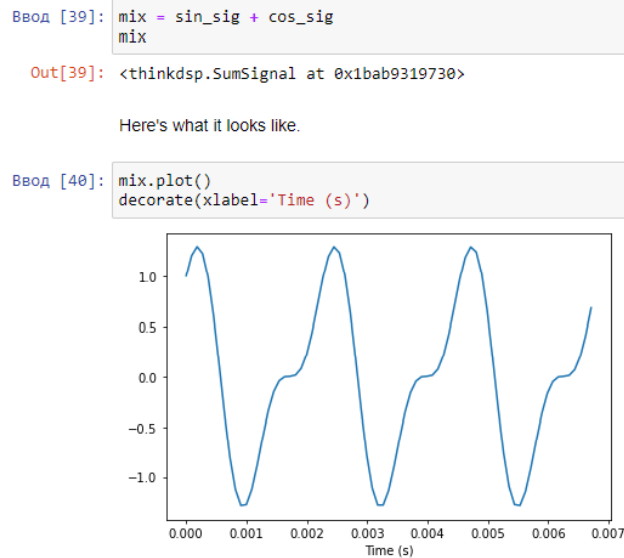 Ввод [39]: mix = sin_sig + cos_sig
mix
Out[39]: <thinkdsp.SumSignal at 0x1bab9319730>
Here's what it looks like.
Ввод [40]: mix.plot()
decorate(xlabel='Time (s)')
1.0
0.5
0.0
−0.5
−1.0
0.000 0.001 0.002 0.003 0.004 0.005 0.006 0.007
Time (s)